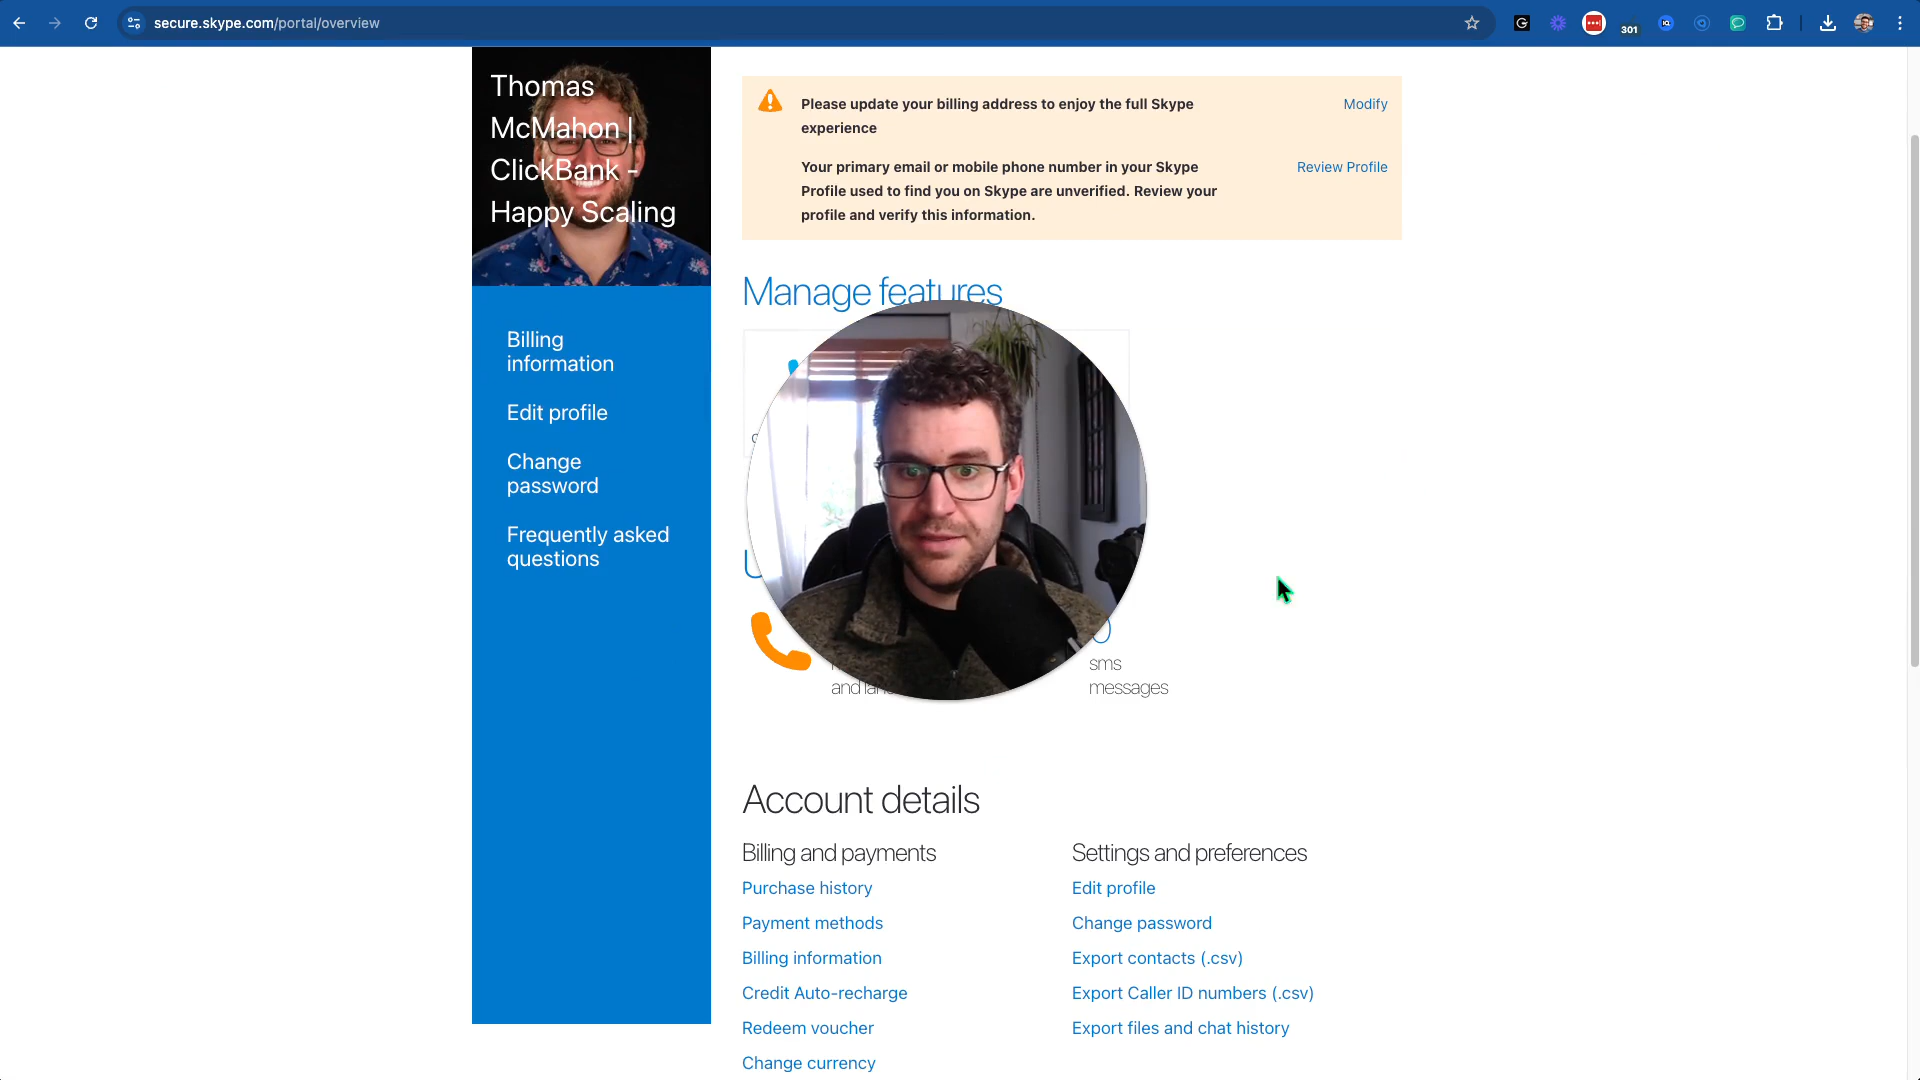 secure.skype.com/portal/overview
301
Thomas
McMahon |
ClickBank -
Happy Scaling
Please update your billing address to enjoy the full Skype
experience
Modify
Your primary email or mobile phone number in your Skype
Profile used to find you on Skype are unverified. Review your
profile and verify this information.
Review Profile
Manage features
Billing
information
Edit profile
Change
password
Frequently asked
questions
0
sms
messages
Account details
Billing and payments
Purchase history
Payment methods
Billing information
Credit Auto-recharge
Redeem voucher
Change currency
Settings and preferences
Edit profile
Change password
Export contacts (.csv)
Export Caller ID numbers (.csv)
Export files and chat history